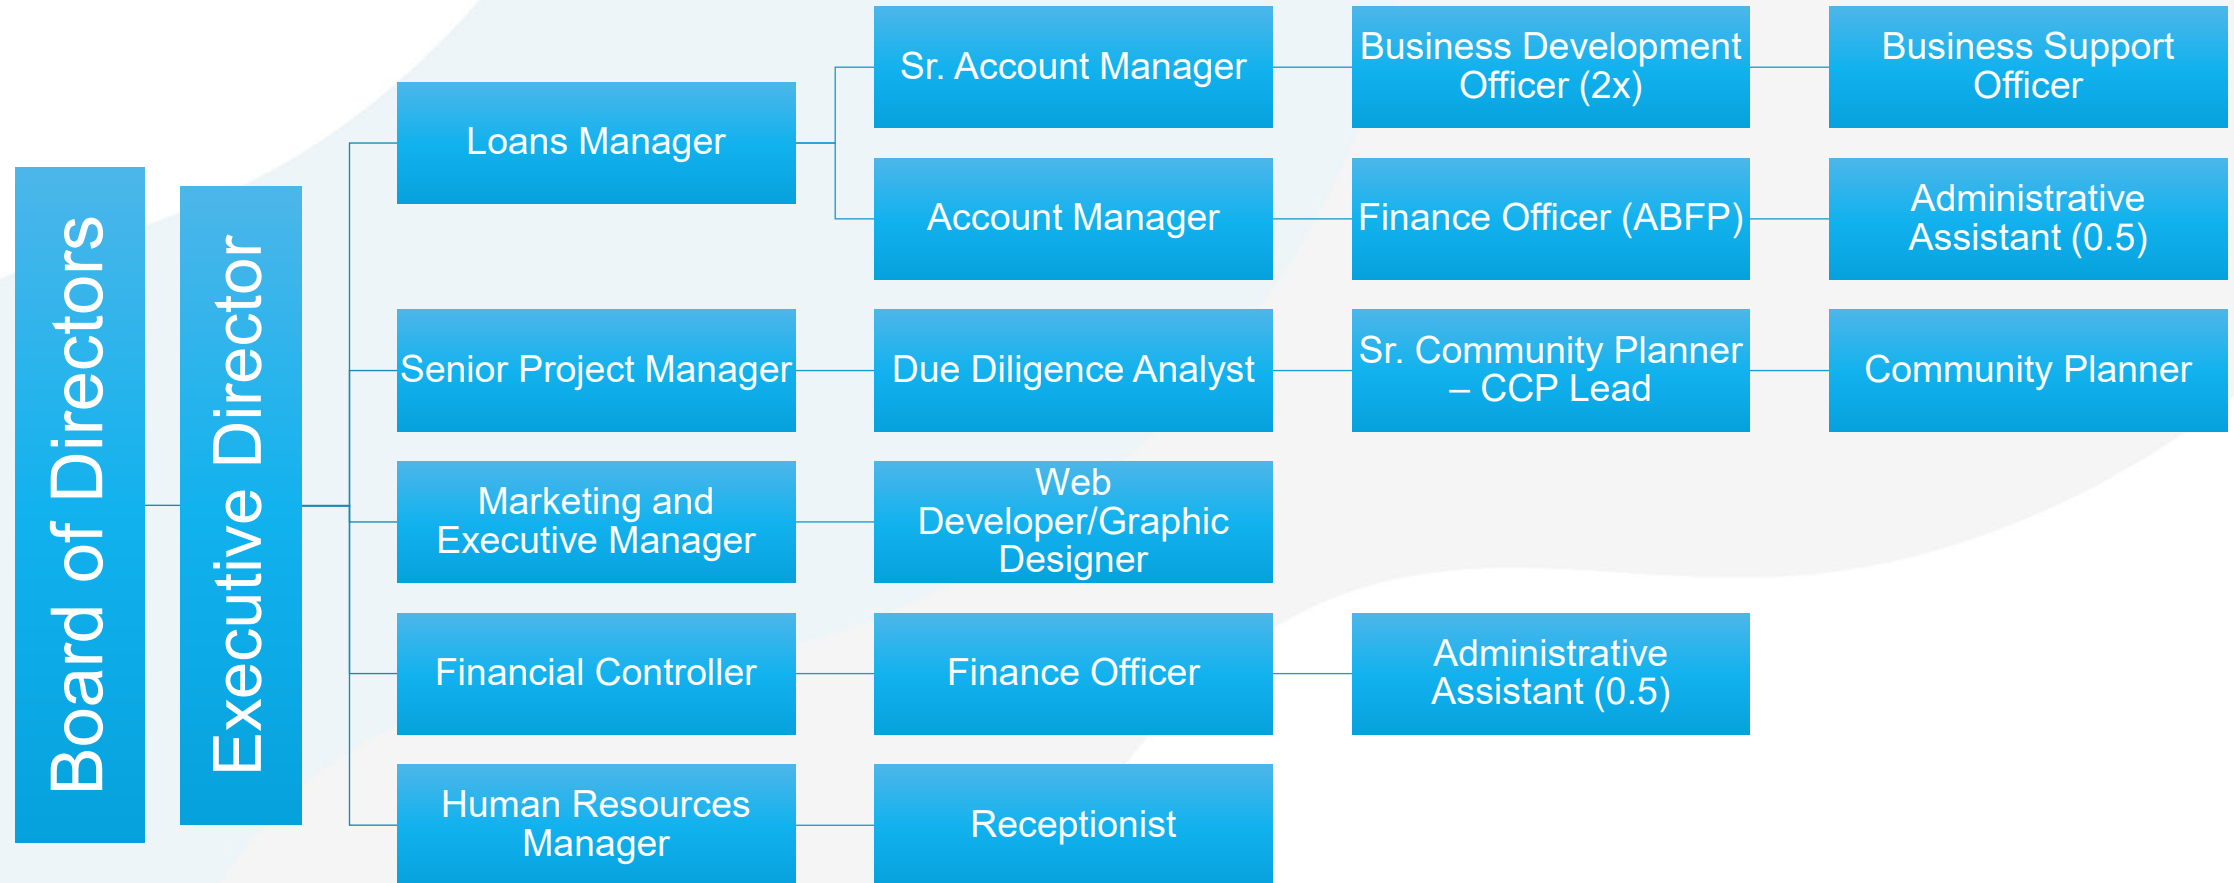 Board of Directors
Executive Director
Loans Manager
Sr. Account Manager
Business Development
Officer (2x)
Business Support
Officer
Account Manager
Finance Officer (ABFP)
Administrative
Assistant (0.5)
Senior Project Manager
Due Diligence Analyst
Sr. Community Planner
– CCP Lead
Community Planner
Marketing and
Executive Manager
Web
Developer/Graphic
Designer
Financial Controller
Finance Officer
Administrative
Assistant (0.5)
Human Resources
Manager
Receptionist